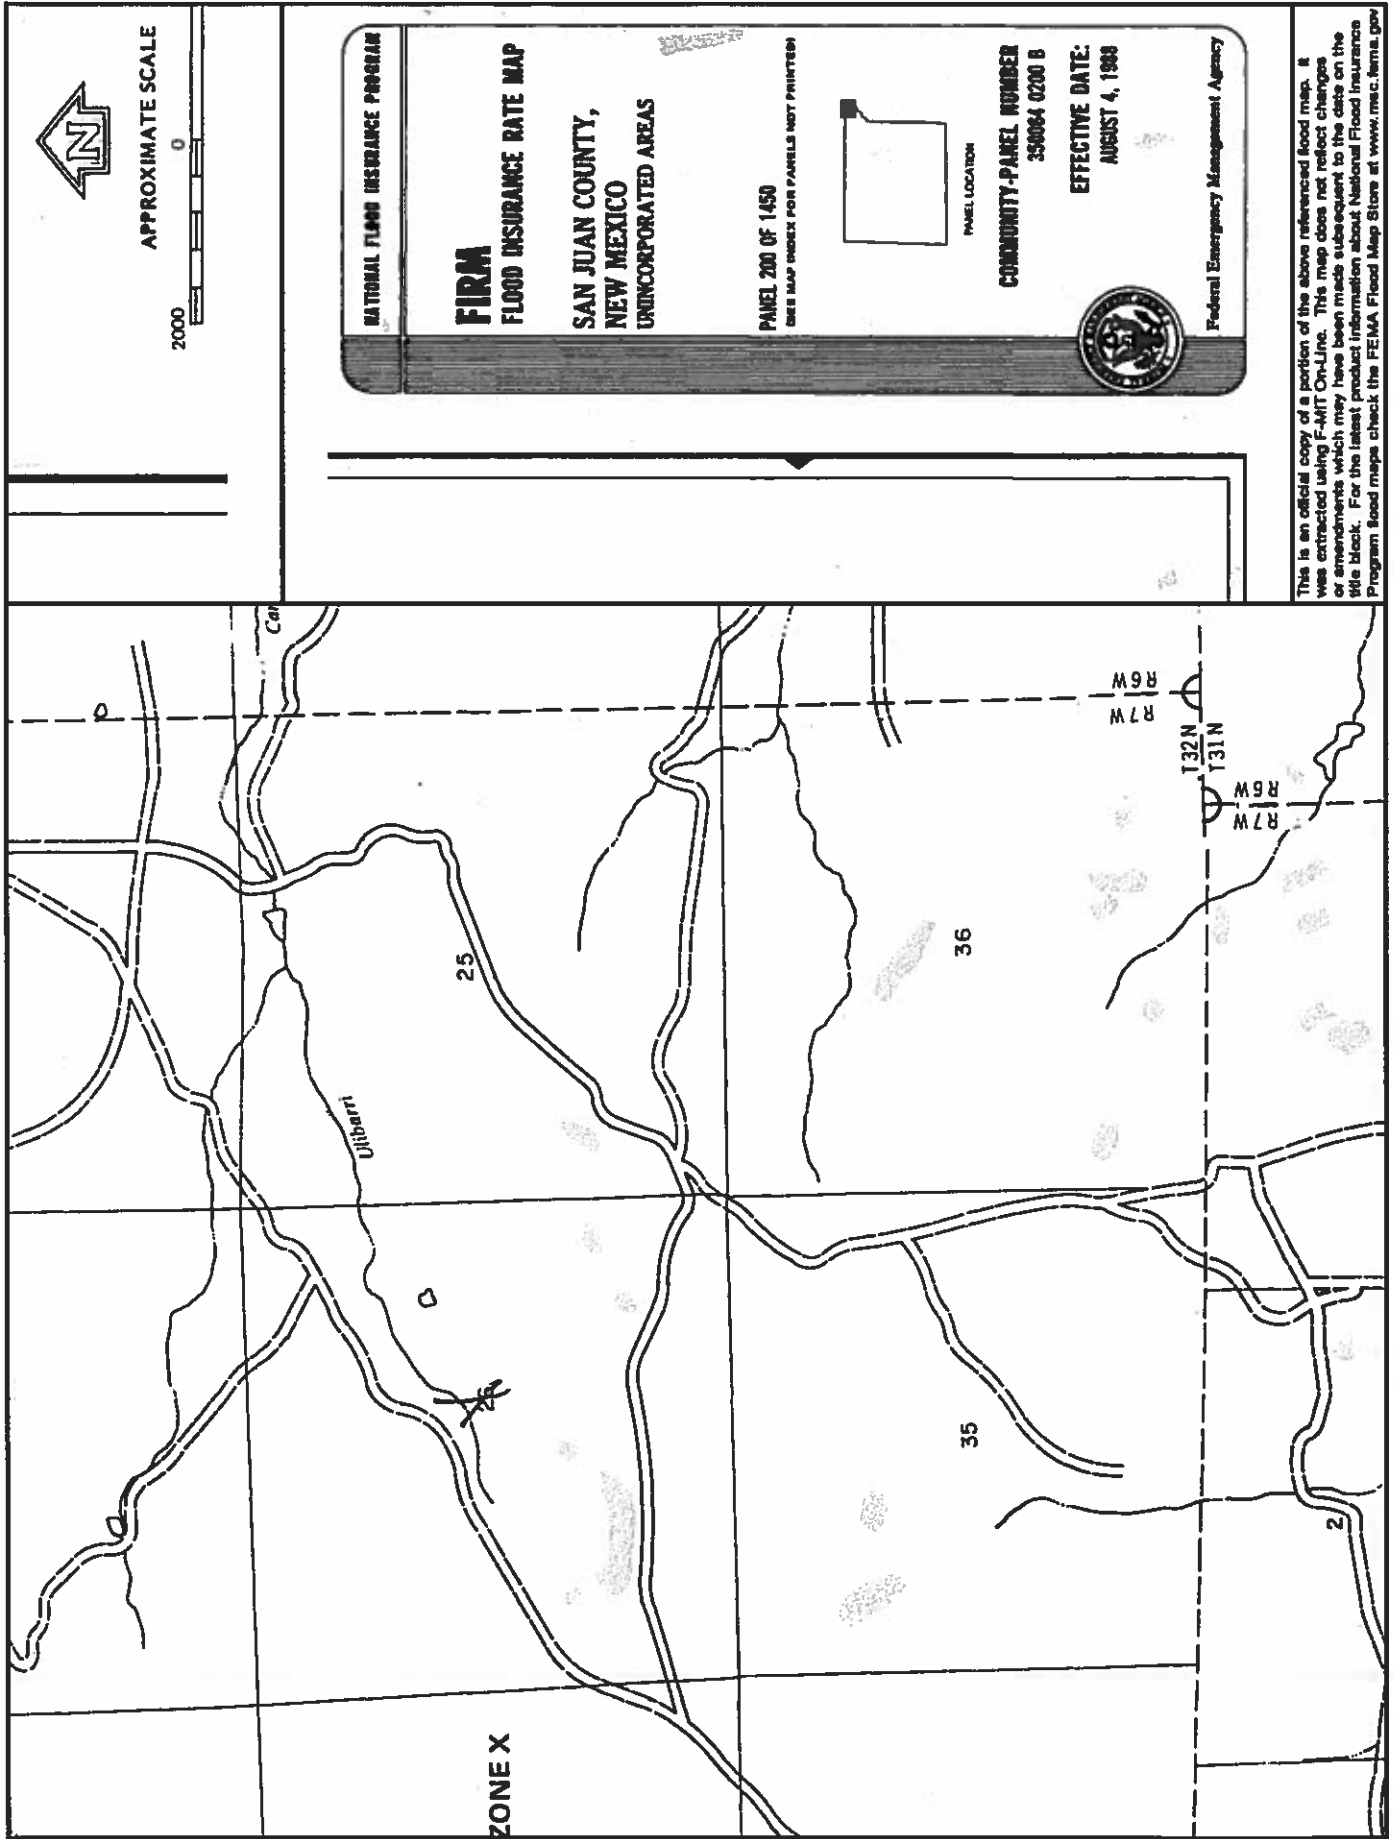 APPROXIMATE SCALE
2000 0
N
NATIONAL FLOOD INSURANCE PROGRAM
FIRM
FLOOD INSURANCE RATE MAP
SAN JUAN COUNTY,
NEW MEXICO
UNINCORPORATED AREAS
PANEL 200 OF 1450
(SEE MAP INDEX FOR PANELS NOT PRINTED)
PANEL LOCATION
COMMUNITY-PANEL NUMBER
350064 0200 B
EFFECTIVE DATE:
AUGUST 4, 1988
Federal Emergency Management Agency
This is an official copy of a portion of the above referenced flood map. It
was extracted using F-MIT On-Line. This map does not reflect changes
or amendments which may have been made subsequent to the date on the
title block. For the latest product information about National Flood Insurance
Program flood maps check the FEMA Flood Map Store at www.msc.fema.gov
Ca
Ulibarri
25
36
35
2
ZONE X
R7W R6W
T32N
T31N
R7W R6W